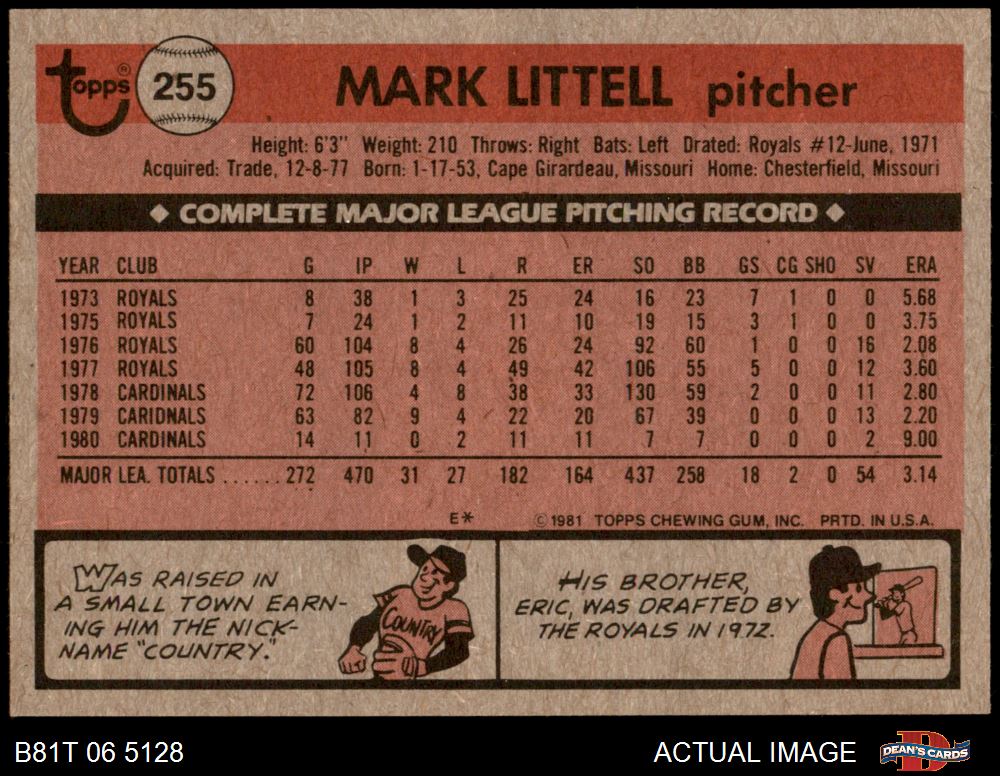 topps® 255 MARK LITTELL pitcher
Height: 6'3" Weight: 210 Throws: Right Bats: Left Drated: Royals #12-June, 1971
Acquired: Trade, 12-8-77 Born: 1-17-53, Cape Girardeau, Missouri Home: Chesterfield, Missouri
◆ COMPLETE MAJOR LEAGUE PITCHING RECORD ◆
YEAR CLUB G IP W L R ER SO BB GS CG SHO SV ERA
1973 ROYALS 8 38 1 3 25 24 16 23 7 1 0 0 5.68
1975 ROYALS 7 24 1 2 11 10 19 15 3 1 0 0 3.75
1976 ROYALS 60 104 8 4 26 24 92 60 1 0 0 16 2.08
1977 ROYALS 48 105 8 4 49 42 106 55 5 0 0 12 3.60
1978 CARDINALS 72 106 4 8 38 33 130 59 2 0 0 11 2.80
1979 CARIDNALS 63 82 9 4 22 20 67 39 0 0 0 13 2.20
1980 CARDINALS 14 11 0 2 11 11 7 7 0 0 0 2 9.00
MAJOR LEA. TOTALS ......272 470 31 27 182 164 437 258 18 2 0 54 3.14
E* ©1981 TOPPS CHEWING GUM, INC. PRTD. IN U.S.A.
WAS RAISED IN
A SMALL TOWN EARN-
ING HIM THE NICK-
NAME "COUNTRY."
COUNTRY
HIS BROTHER,
ERIC, WAS DRAFTED BY
THE ROYALS IN 1972.
B81T 06 5128 ACTUAL IMAGE DEAN'S CARDS